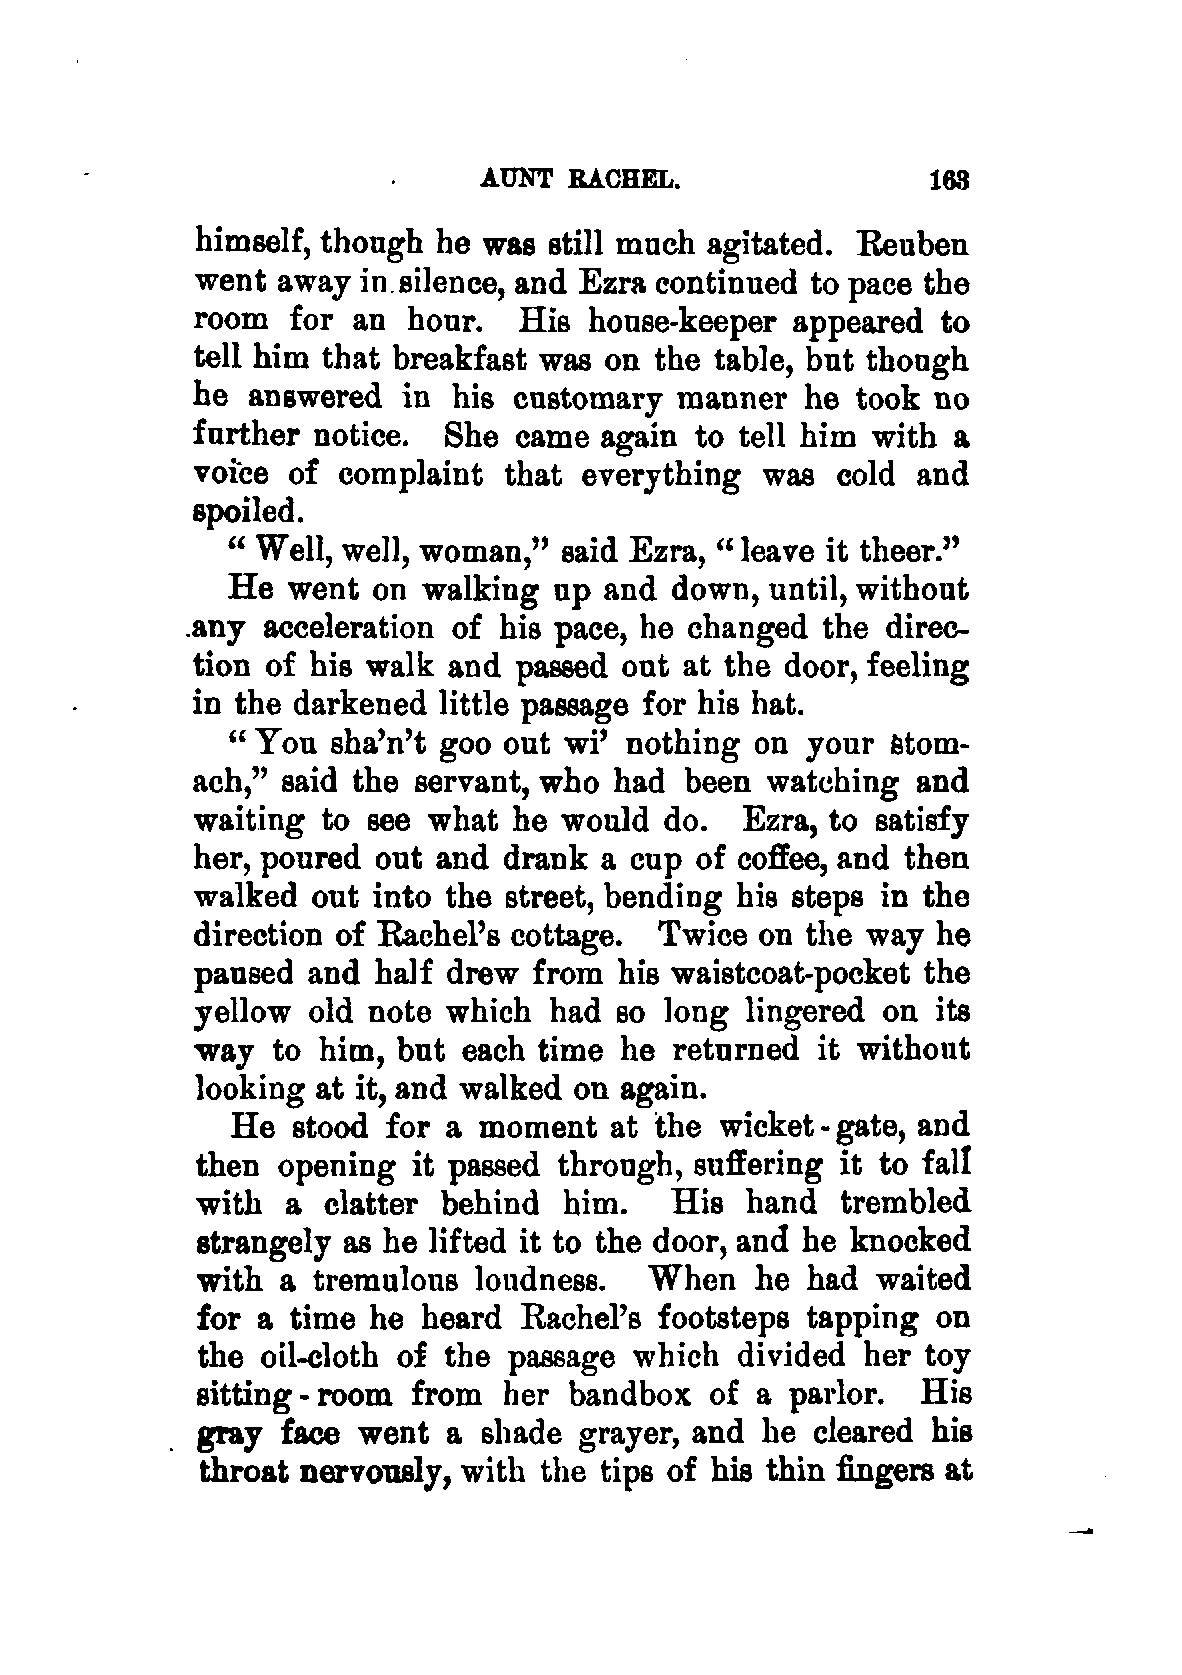 AUNT RACHEL. 163
himself, though he was still much agitated. Reuben
went away in silence, and Ezra continued to pace the
room for an hour. His house-keeper appeared to
tell him that breakfast was on the table, but though
he answered in his customary manner he took no
further notice. She came again to tell him with a
voice of complaint that everything was cold and
spoiled.
“Well, well, woman,” said Ezra, “leave it theer.”
He went on walking up and down, until, without
any acceleration of his pace, he changed the direc-
tion of his walk and passed out at the door, feeling
in the darkened little passage for his hat.
“You sha’n’t goo out wi’ nothing on your stom-
ach,” said the servant, who had been watching and
waiting to see what he would do. Ezra, to satisfy
her, poured out and drank a cup of coffee, and then
walked out into the street, bending his steps in the
direction of Rachel’s cottage. Twice on the way he
paused and half drew from his waistcoat-pocket the
yellow old note which had so long lingered on its
way to him, but each time he returned it without
looking at it, and walked on again.
He stood for a moment at the wicket-gate, and
then opening it passed through, suffering it to fall
with a clatter behind him. His hand trembled
strangely as he lifted it to the door, and he knocked
with a tremulous loudness. When he had waited
for a time he heard Rachel’s footsteps tapping on
the oil-cloth of the passage which divided her toy
sitting-room from her bandbox of a parlor. His
gray face went a shade grayer, and he cleared his
throat nervously, with the tips of his thin fingers at